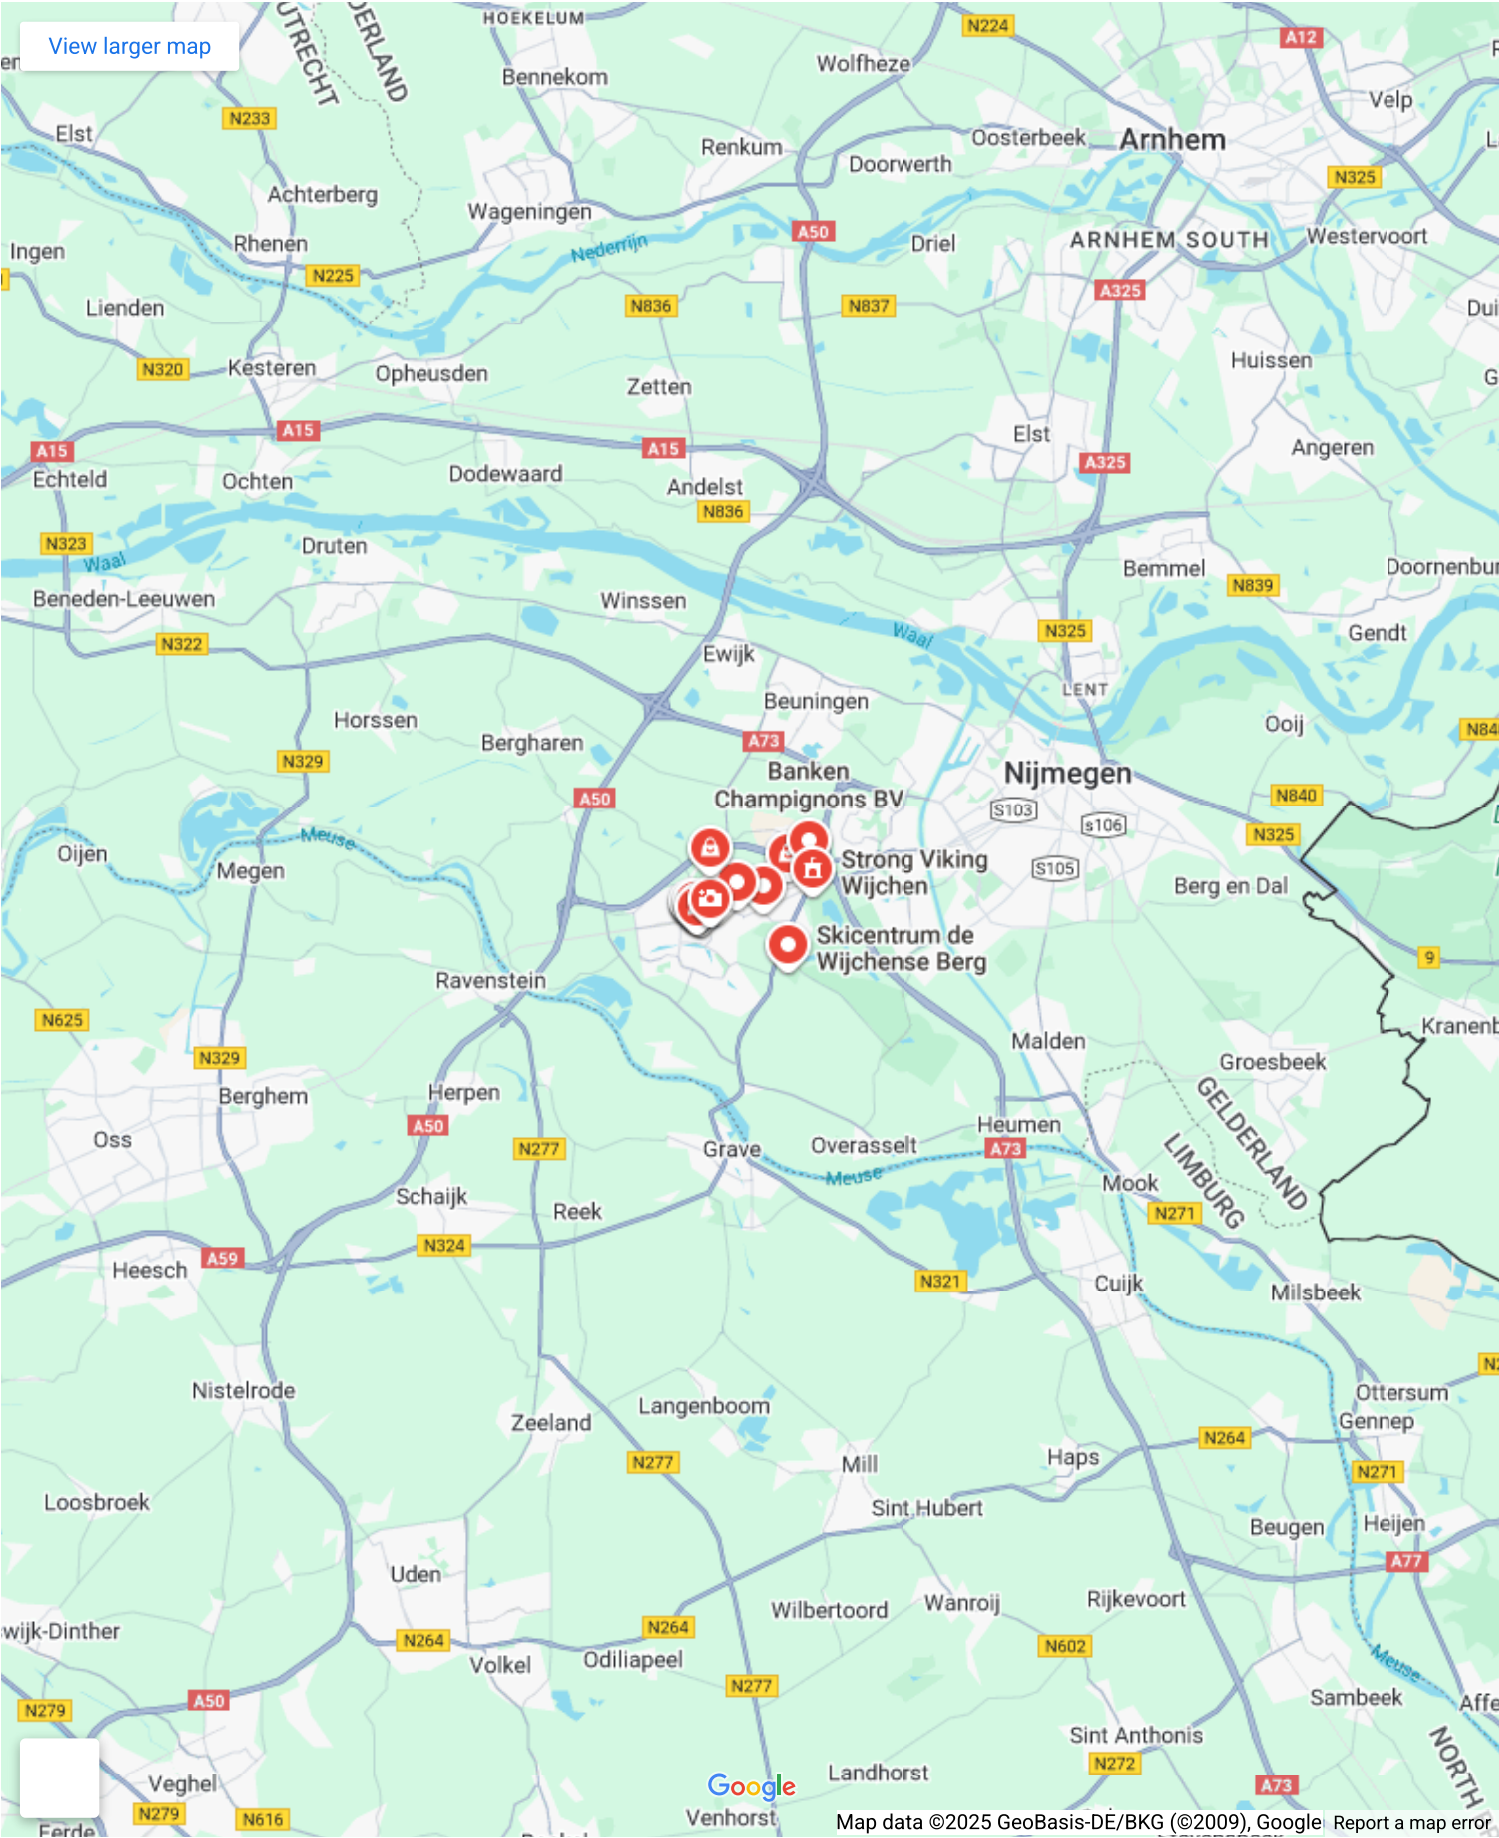 View larger map
HOEKELUM
N224
A12
UTRECHT
Bennekom
Wolfheze
Velp
N233
Elst
Renkum
Oosterbeek
Arnhem
Doorwerth
N325
Achterberg
Wageningen
Nederrijn
A50
Driel
ARNHEM SOUTH
Westervoort
Ingen
Rhenen
N225
A325
Lienden
N836
N837
N320
Kesteren
Opheusden
Zetten
Huissen
A15
A15
A15
Echteld
Ochten
Dodewaard
Andelst
N836
Elst
A325
Angeren
N323
Waal
Druten
Bemmel
N839
Beneden-Leeuwen
Winssen
N322
Waal
N325
Gendt
Ewijk
LENT
Horssen
Beuningen
Ooij
Bergharen
A73
N329
Banken
Champignons BV
Nijmegen
A50
S103
S106
N840
N325
Meuse
Oijen
Megen
Strong Viking
Wijchen
S105
Berg en Dal
Skicentrum de
Wijchense Berg
9
Ravenstein
N625
N329
Malden
Groesbeek
Berghem
Herpen
GELDERLAND
LIMBURG
Oss
A50
N277
Grave
Overasselt
Heumen
A73
Meuse
Mook
Schaijk
Reek
N271
N324
A59
Heesch
N321
Cuijk
Milsbeek
Nistelrode
Zeeland
Langenboom
Ottersum
Gennep
N264
N277
Mill
Haps
N271
Loosbroek
Sint Hubert
Beugen
Heijen
A77
Uden
Wilbertoord
Wanroij
Rijkevoort
N264
N264
N602
Volkel
Odiliapeel
N277
Meuse
A50
N279
Sambeek
Sint Anthonis
N272
NORTH
Veghel
N279
N616
Google
Landhorst
A73
Venhorst
Map data ©2025 GeoBasis-DE/BKG (©2009), Google
Report a map error